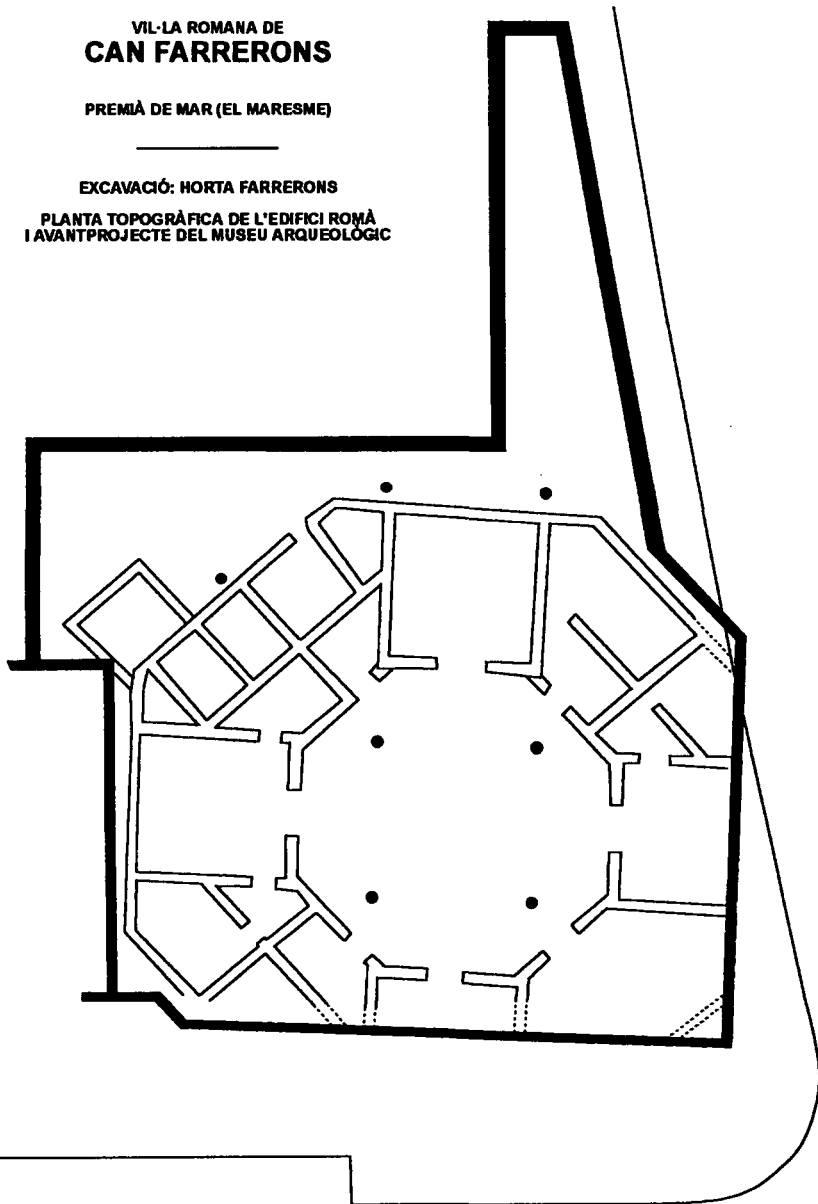 VIL·LA ROMANA DE
CAN FARRERONS
PREMIÀ DE MAR (EL MARESME)
EXCAVACIÓ: HORTA FARRERONS
PLANTA TOPOGRÀFICA DE L'EDIFICI ROMÀ
I AVANTPROJECTE DEL MUSEU ARQUEOLÒGIC